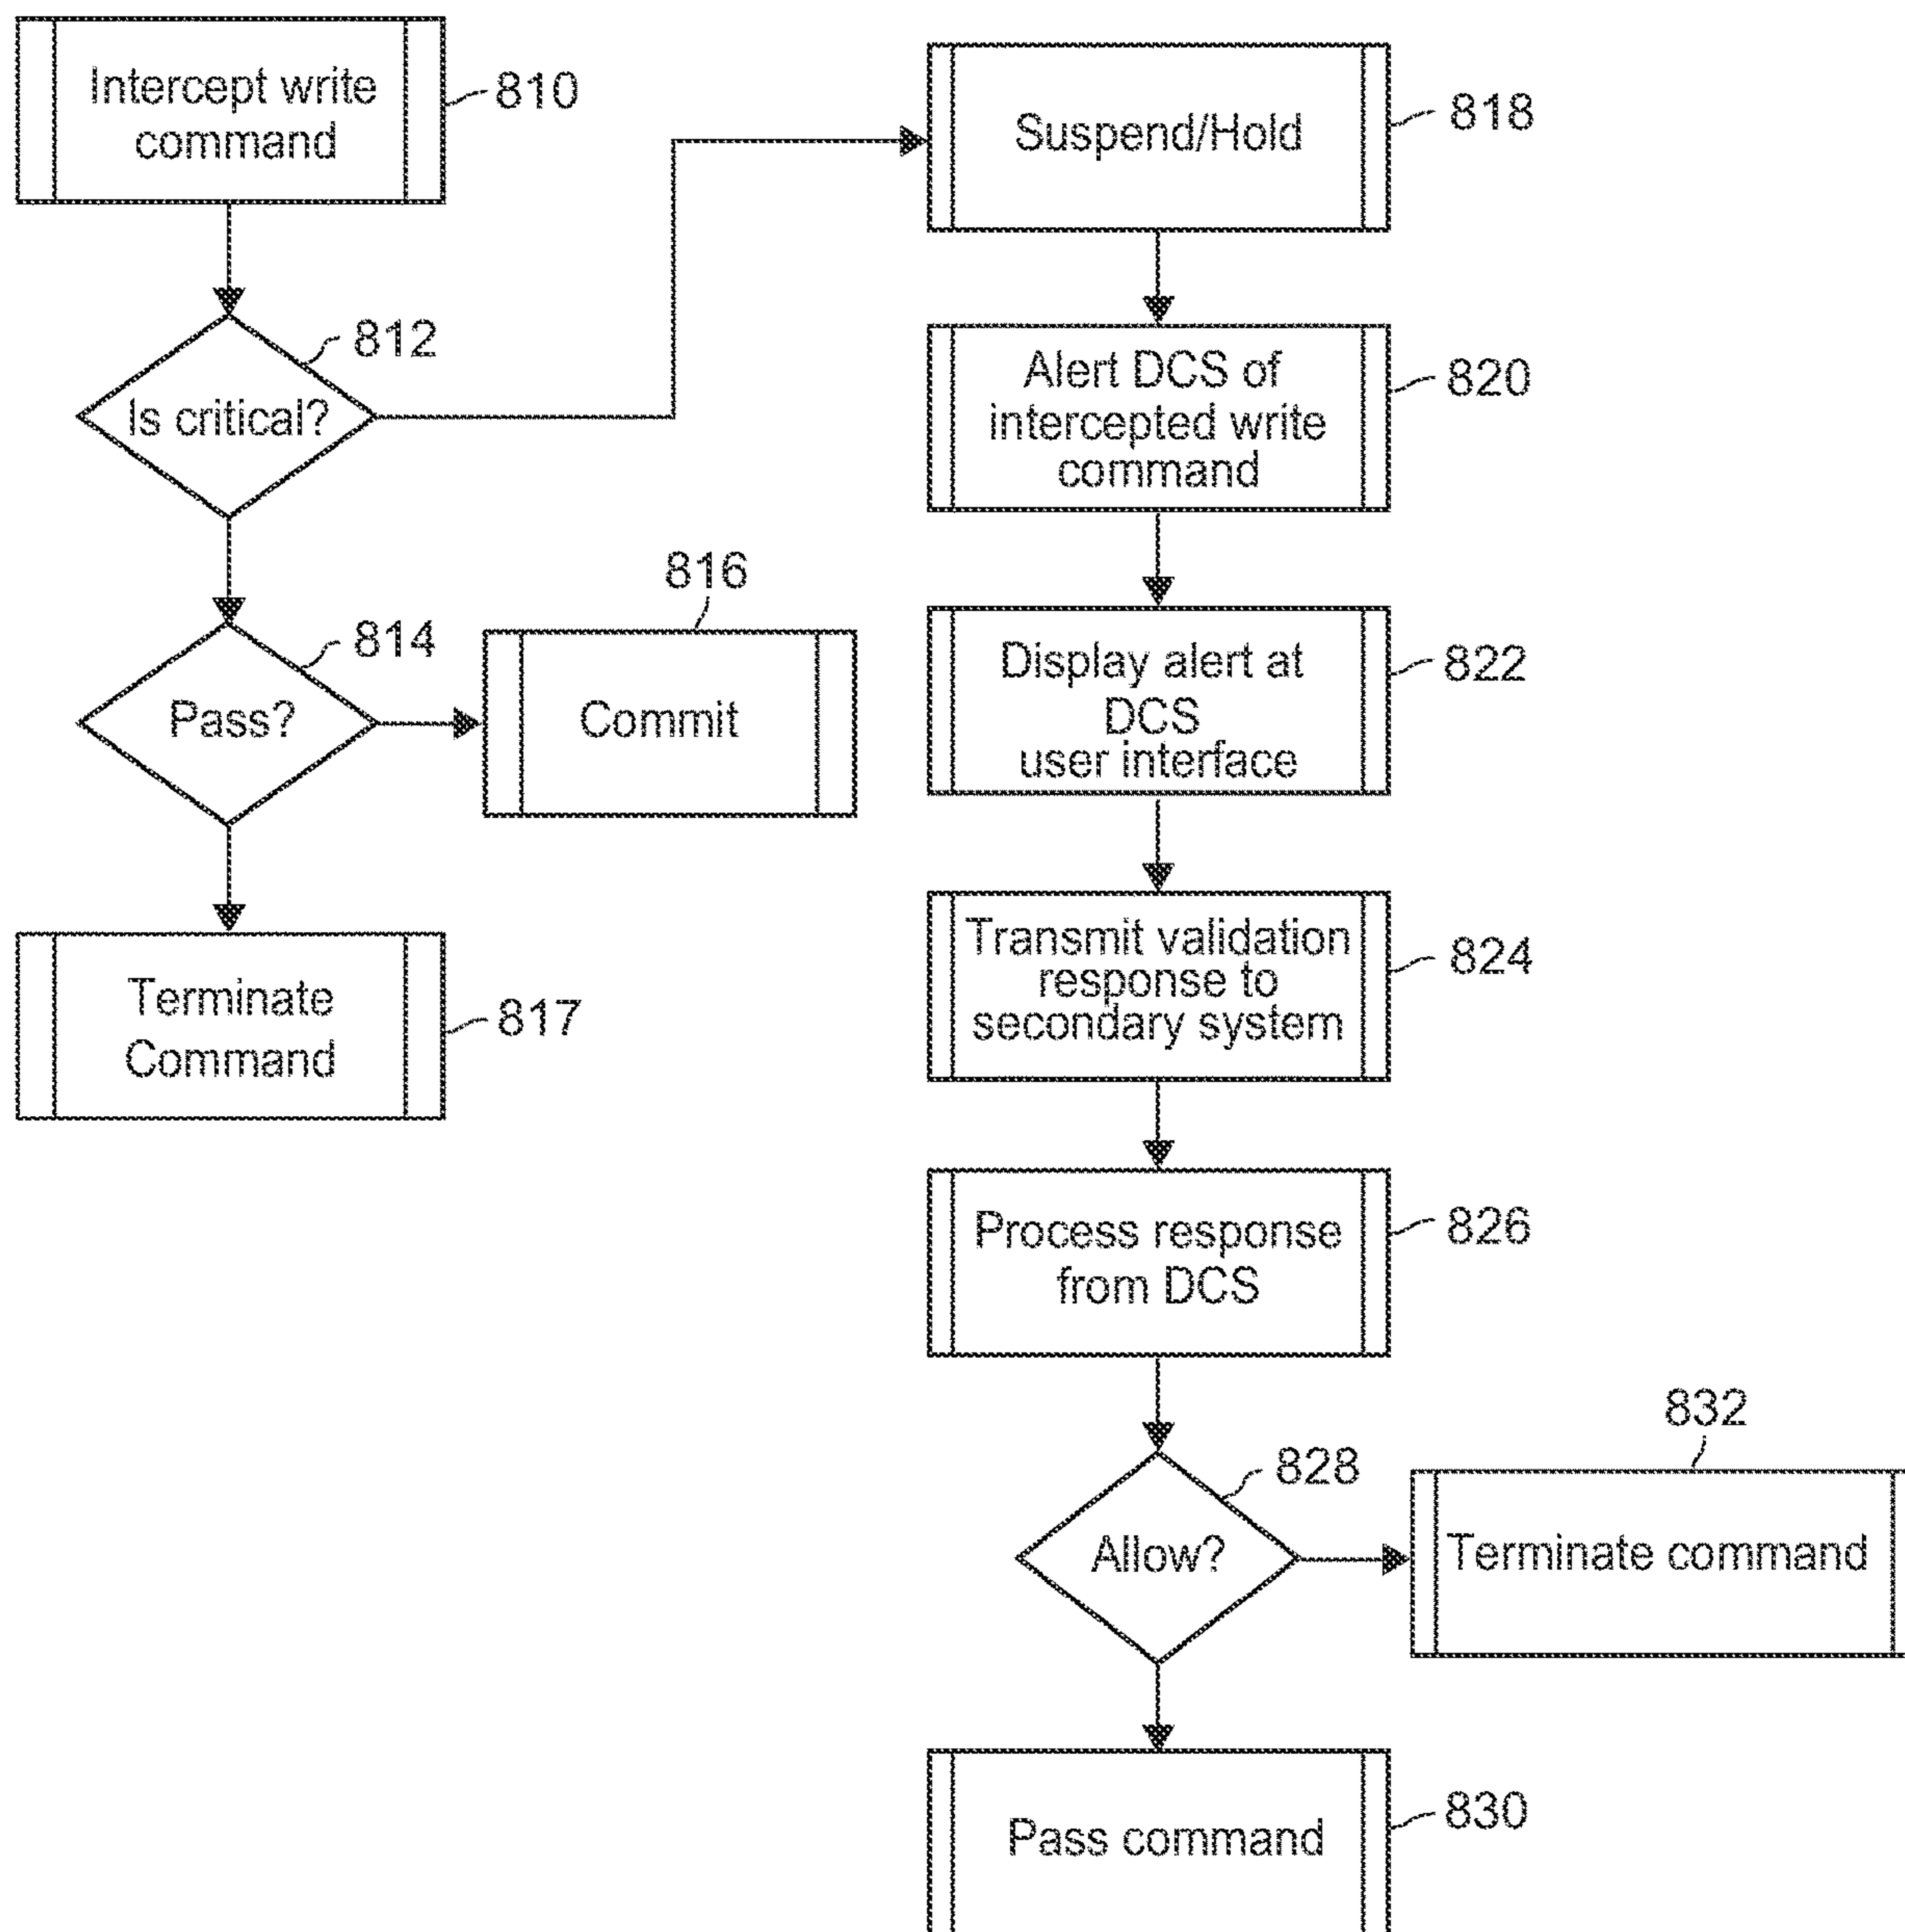 Intercept write
command
810
812
Is critical?
814
Pass?
816
Commit
Terminate
Command
817
Suspend/Hold
818
Alert DCS of
intercepted write
command
820
Display alert at
DCS
user interface
822
Transmit validation
response to
secondary system
824
Process response
from DCS
826
828
Allow?
832
Terminate command
Pass command
830